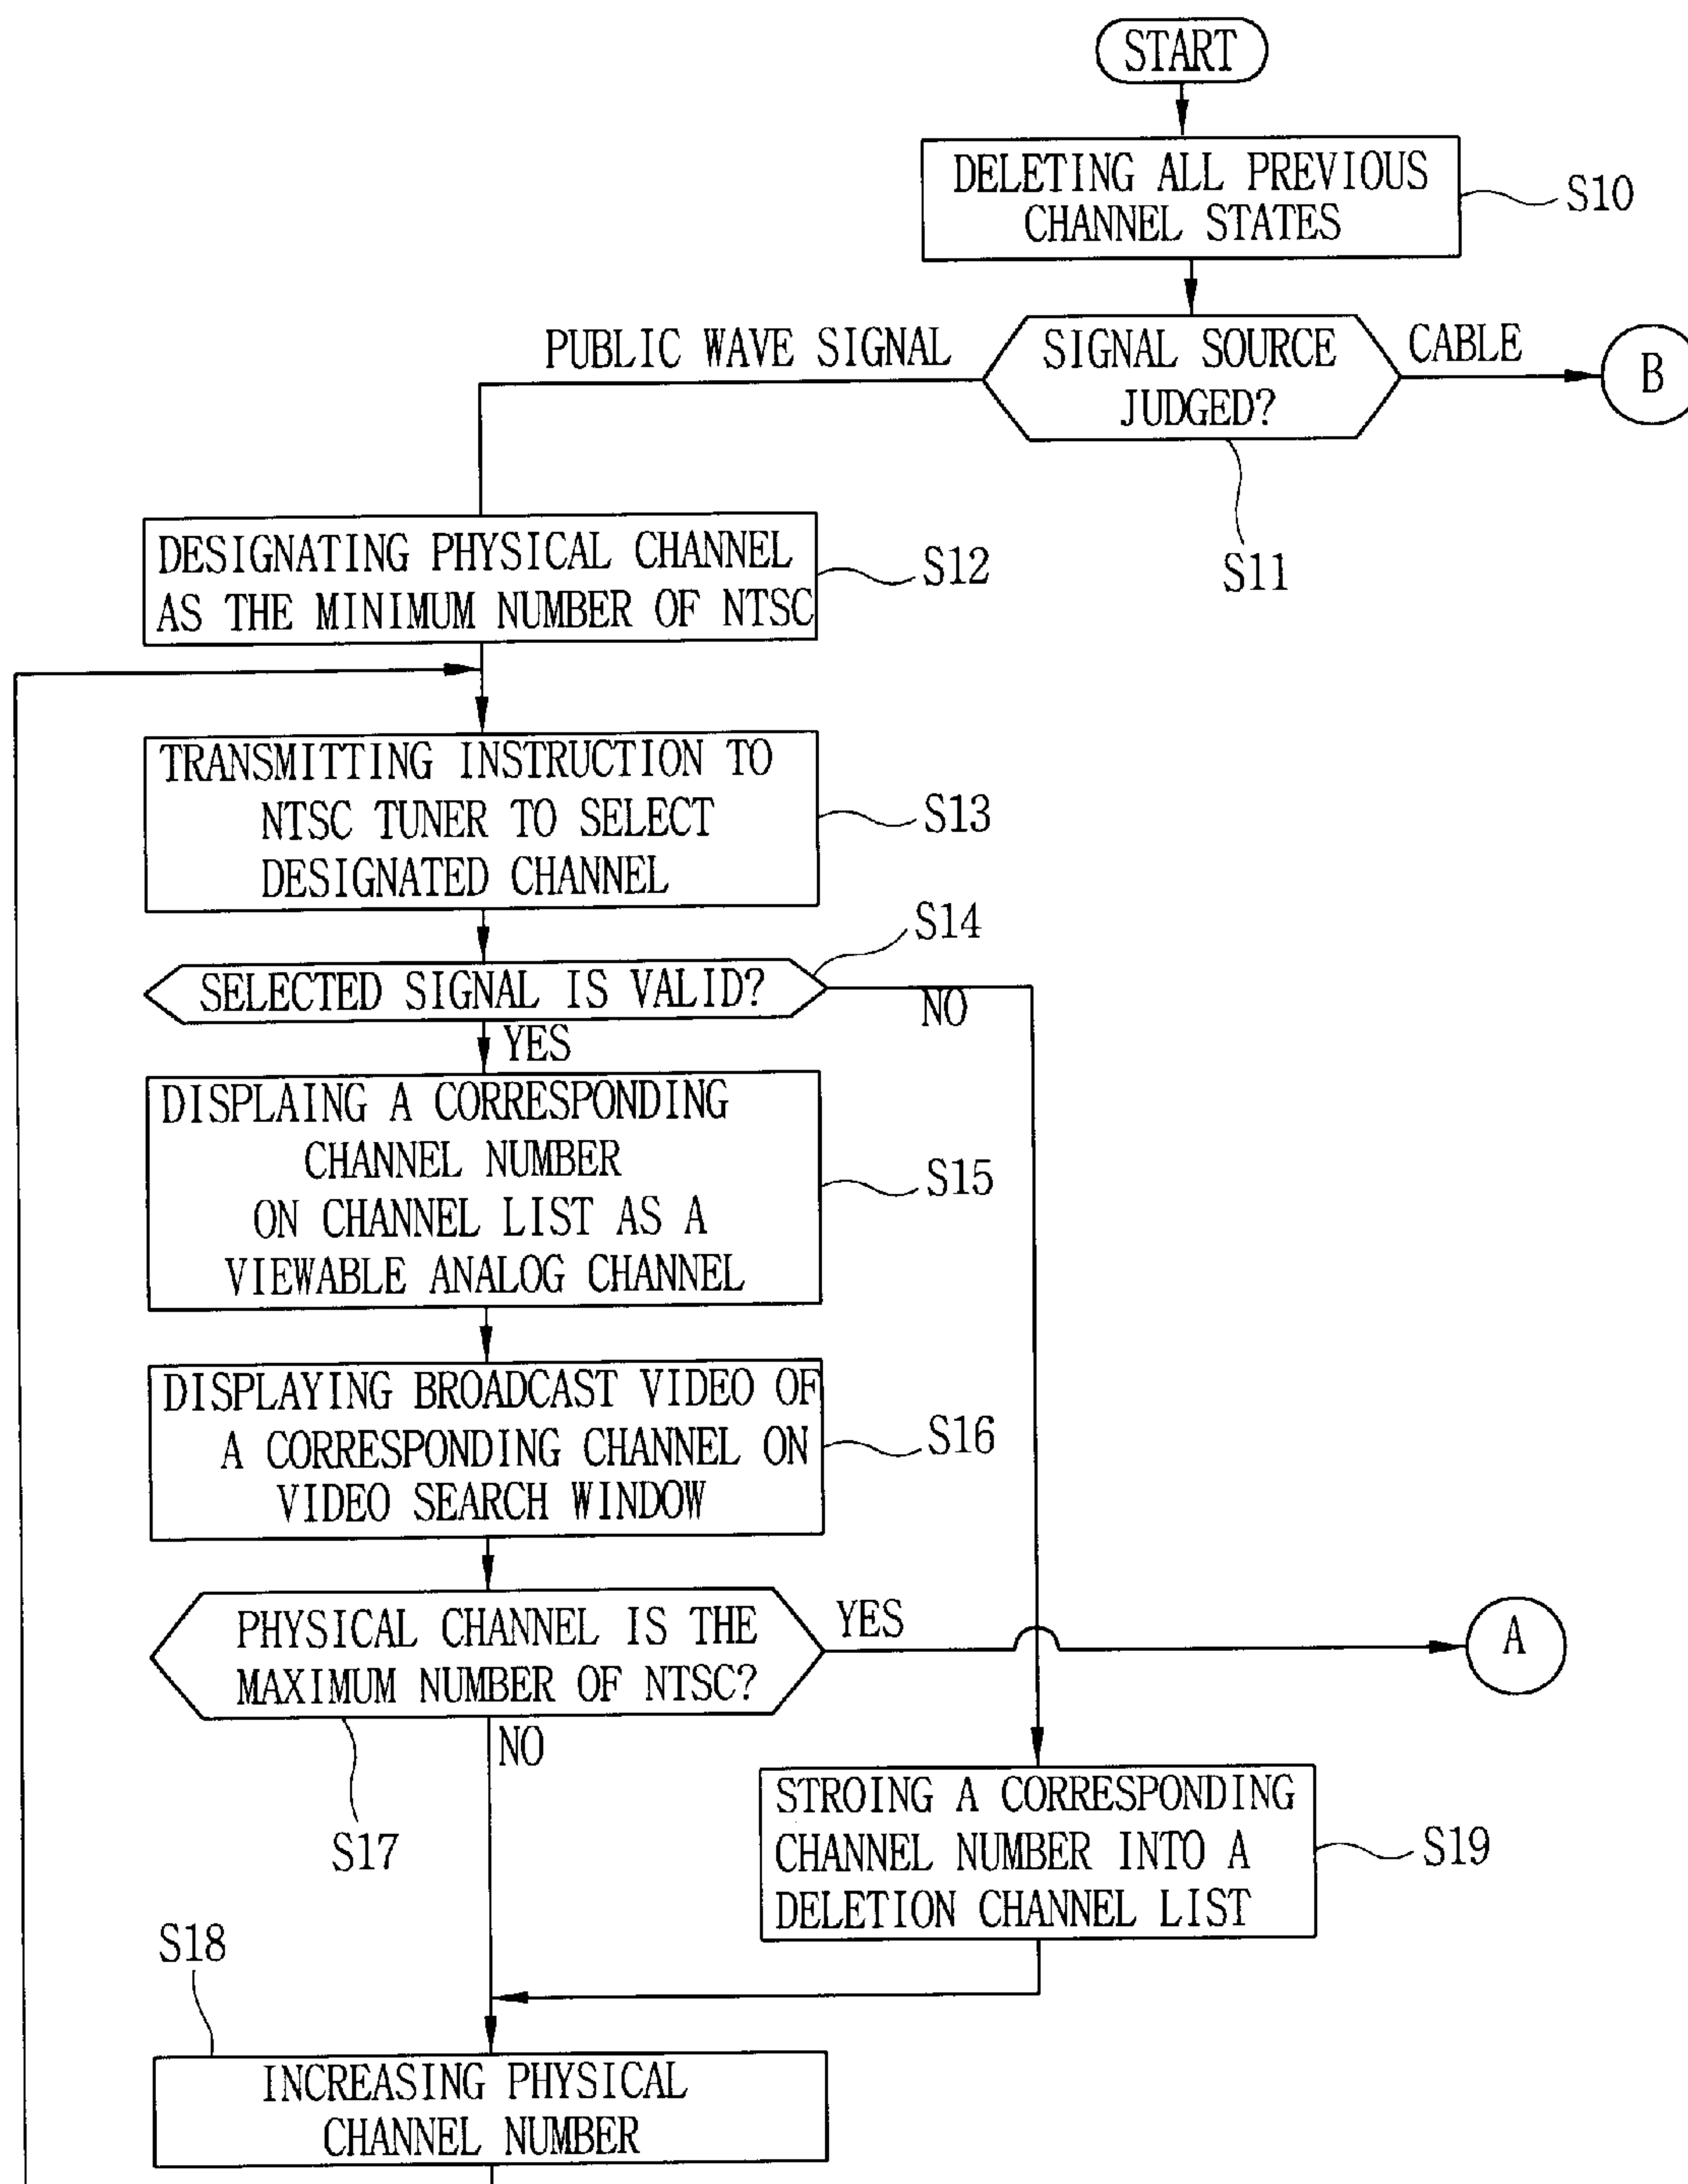 START
DELETING ALL PREVIOUS
CHANNEL STATES
S10
PUBLIC WAVE SIGNAL
SIGNAL SOURCE
JUDGED?
CABLE
B
S11
DESIGNATING PHYSICAL CHANNEL
AS THE MINIMUM NUMBER OF NTSC
S12
TRANSMITTING INSTRUCTION TO
NTSC TUNER TO SELECT
DESIGNATED CHANNEL
S13
S14
SELECTED SIGNAL IS VALID?
NO
YES
DISPLAING A CORRESPONDING
CHANNEL NUMBER
ON CHANNEL LIST AS A
VIEWABLE ANALOG CHANNEL
S15
DISPLAYING BROADCAST VIDEO OF
A CORRESPONDING CHANNEL ON
VIDEO SEARCH WINDOW
S16
PHYSICAL CHANNEL IS THE
MAXIMUM NUMBER OF NTSC?
YES
A
NO
S17
STROING A CORRESPONDING
CHANNEL NUMBER INTO A
DELETION CHANNEL LIST
S19
S18
INCREASING PHYSICAL
CHANNEL NUMBER